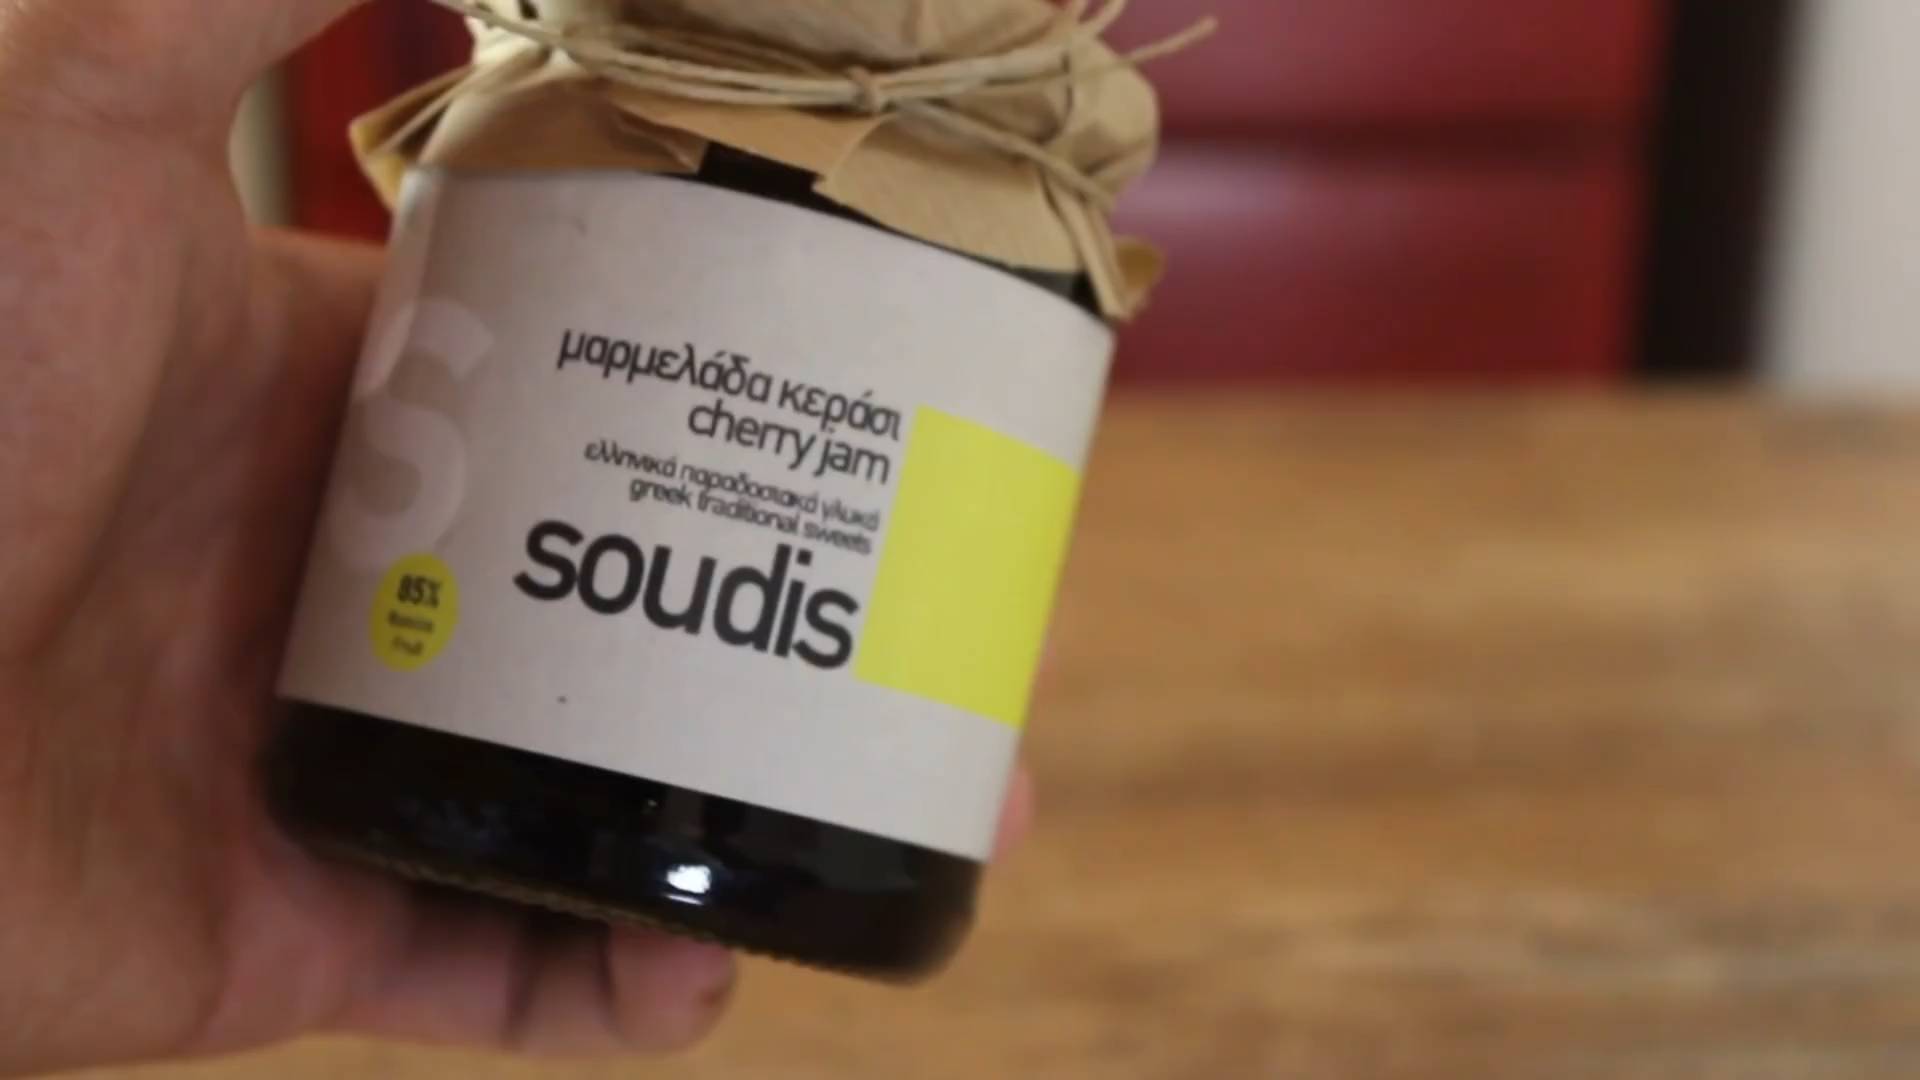 μαρμελάδα κεράσι
cherry jam
ελληνικά παραδοσιακά γλυκά
greek traditional sweets
soudis
S
85%